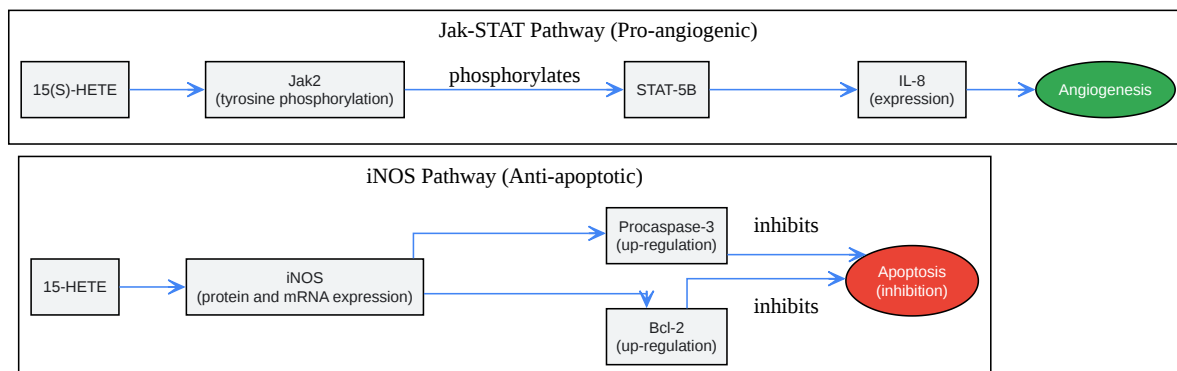 Jak-STAT Pathway (Pro-angiogenic)
15(S)-HETE
Jak2
(tyrosine phosphorylation)
phosphorylates
STAT-5B
IL-8
(expression)
Angiogenesis
iNOS Pathway (Anti-apoptotic)
15-HETE
iNOS
(protein and mRNA expression)
Procaspase-3
(up-regulation)
inhibits
Bcl-2
(up-regulation)
inhibits
Apoptosis
(inhibition)